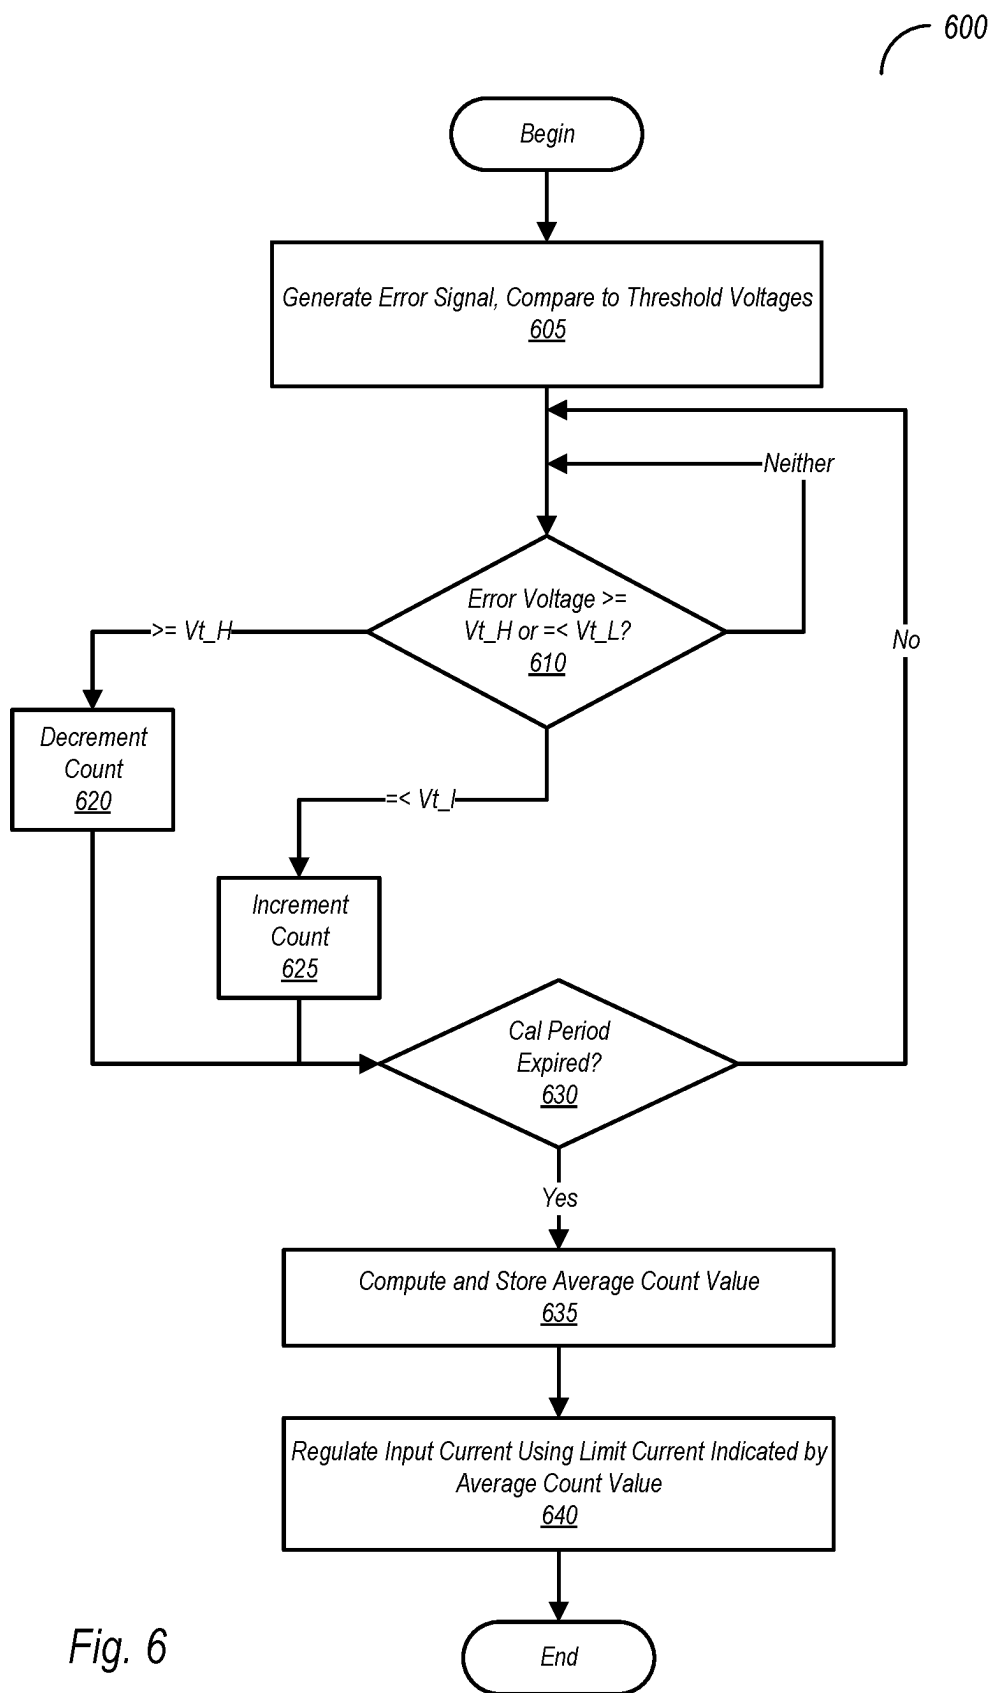 600
Begin
Generate Error Signal, Compare to Threshold Voltages
605
Neither
Error Voltage >=
Vt_H or =< Vt_L?
610
>= Vt_H
No
Decrement
Count
620
=< Vt_l
Increment
Count
625
Cal Period
Expired?
630
Yes
Compute and Store Average Count Value
635
Regulate Input Current Using Limit Current Indicated by
Average Count Value
640
End
Fig. 6